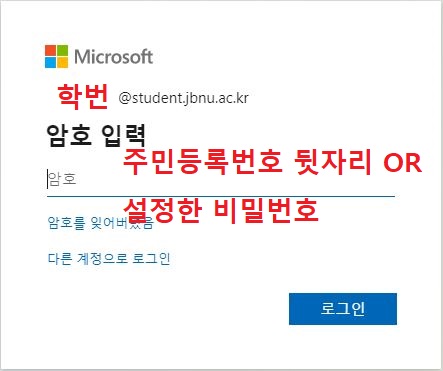 Microsoft
학번 @student.jbnu.ac.kr
암호 입력
주민등록번호 뒷자리 OR
암호
설정한 비밀번호
암호를 잊어버렸음
다른 계정으로 로그인
로그인